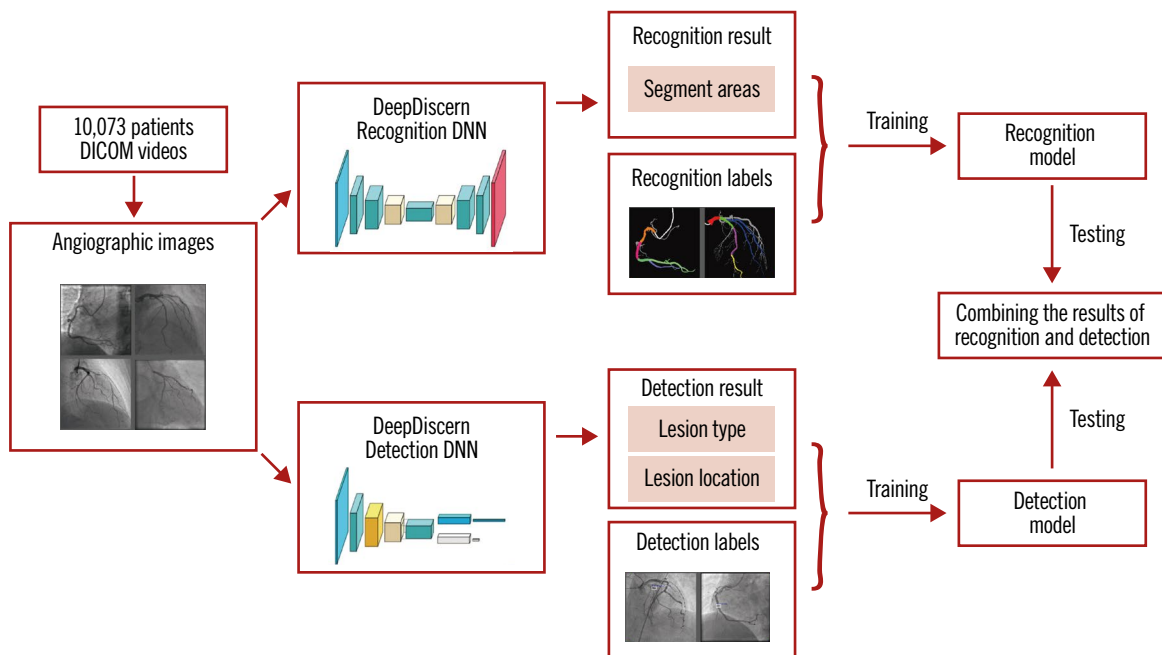 10,073 patients
DICOM videos
Angiographic images
DeepDiscern
Recognition DNN
Recognition result
Segment areas
Recognition labels
Training
Recognition
model
Testing
Combining the results of
recognition and detection
DeepDiscern
Detection DNN
Detection result
Lesion type
Lesion location
Detection labels
Training
Detection
model
Testing